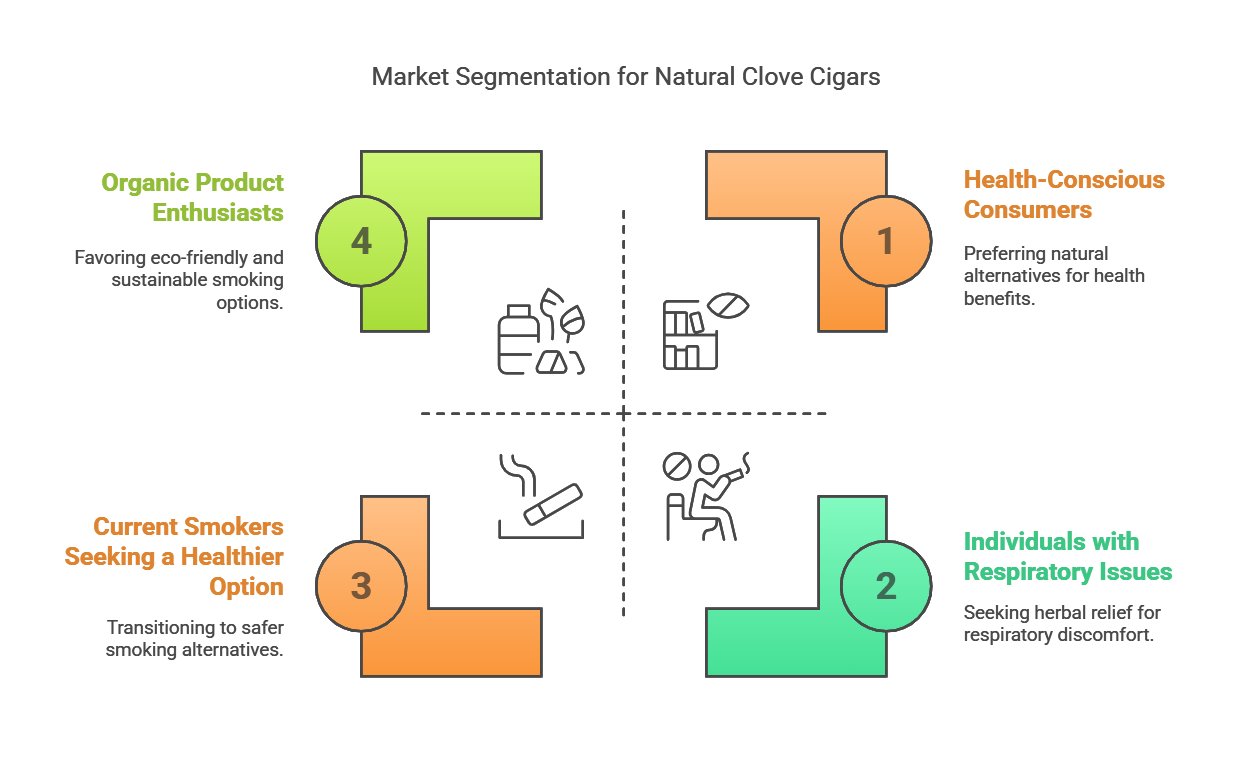 Market Segmentation for Natural Clove Cigars
Organic Product
Enthusiasts
4
Favoring eco-friendly and
sustainable smoking
options.
1
Health-Conscious
Consumers
Preferring natural
alternatives for health
benefits.
Current Smokers
Seeking a Healthier
Option
3
Transitioning to safer
smoking alternatives.
2
Individuals with
Respiratory Issues
Seeking herbal relief for
respiratory discomfort.